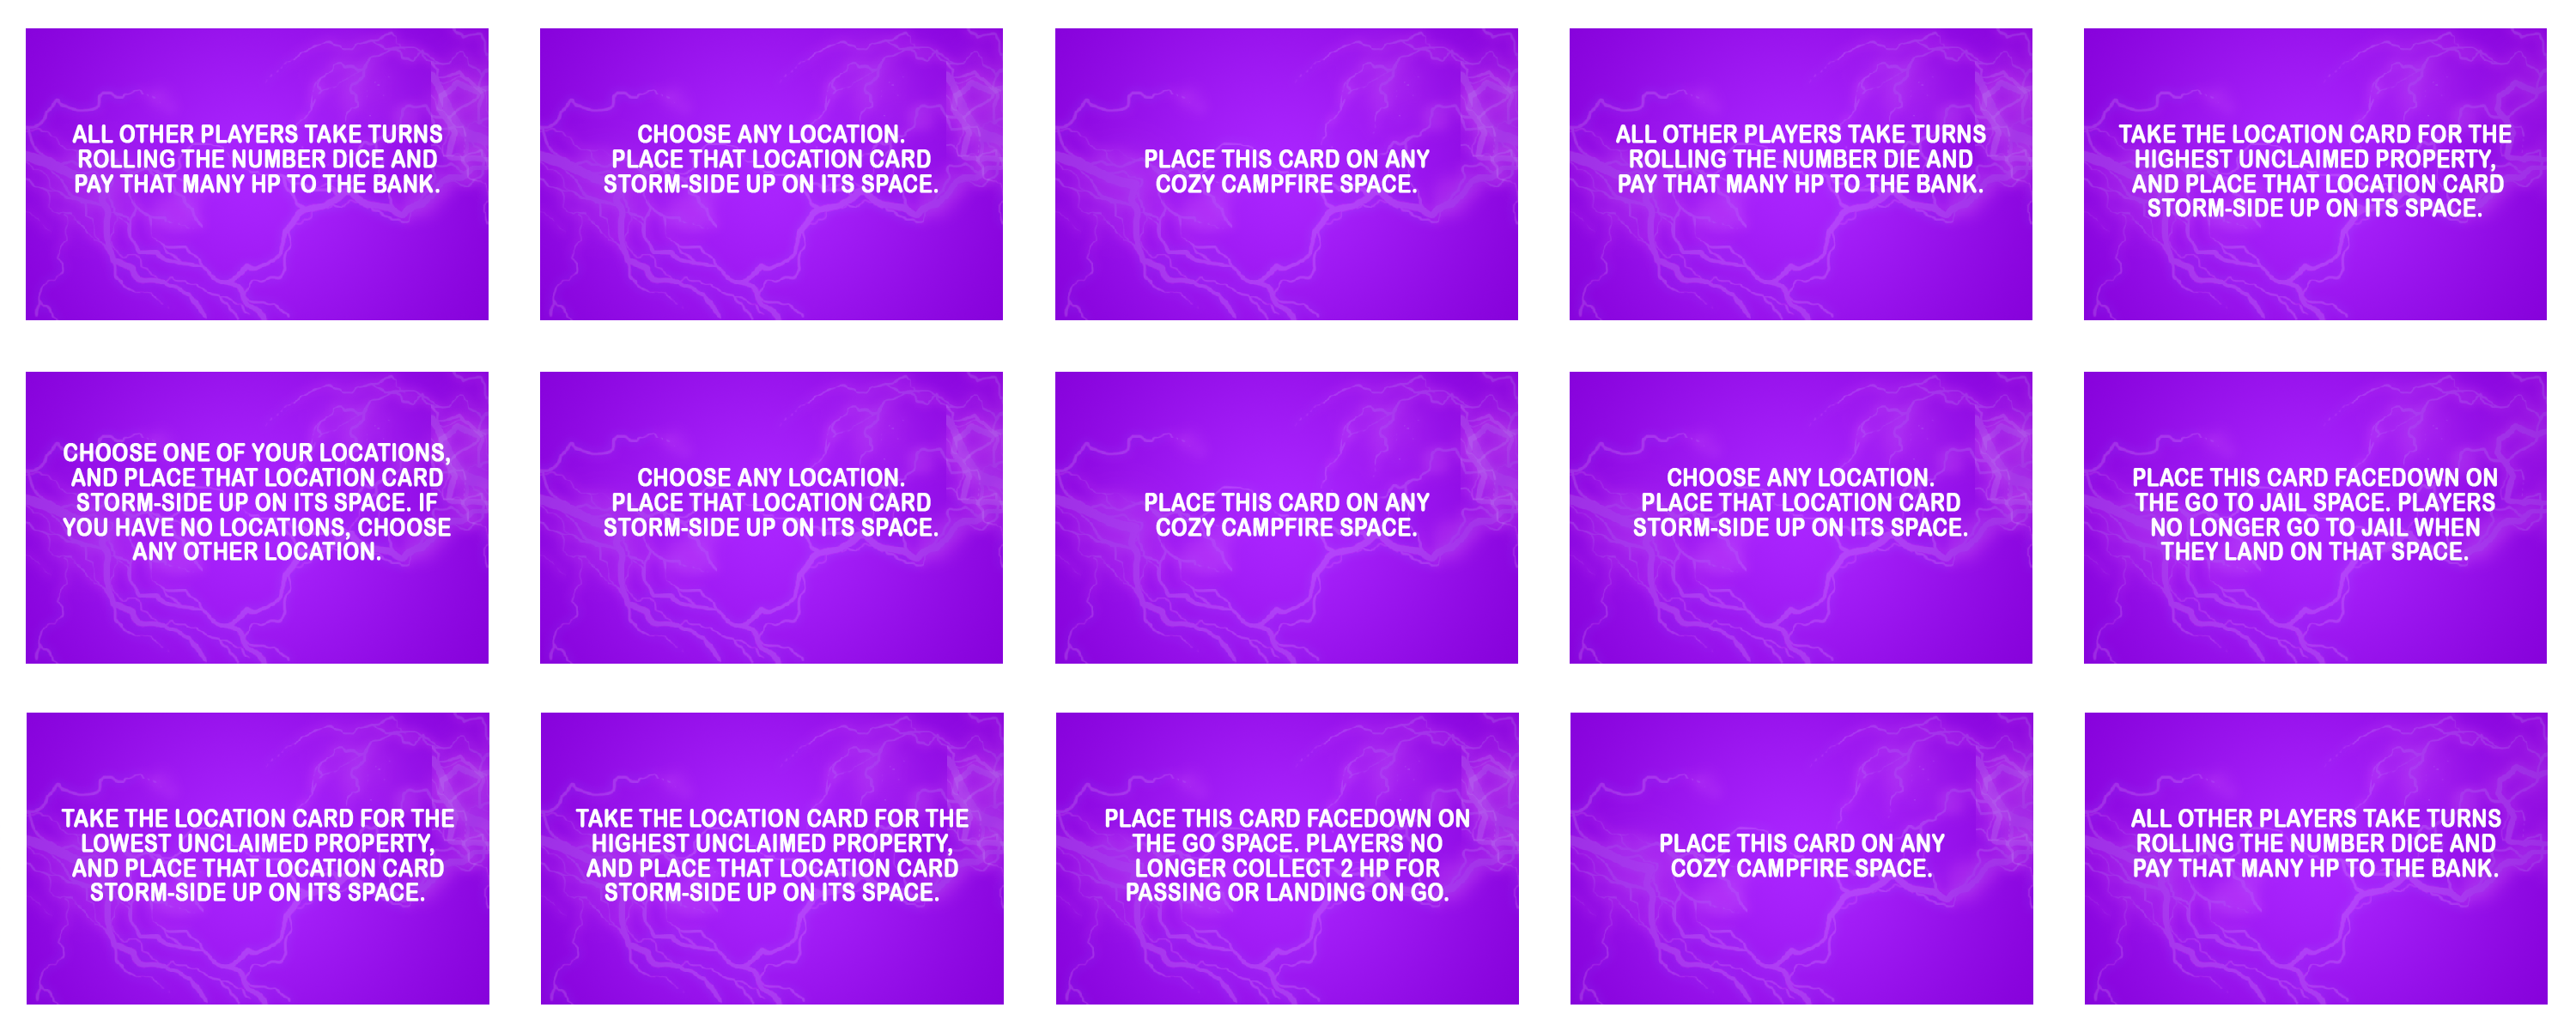 ALL OTHER PLAYERS TAKE TURNS
ROLLING THE NUMBER DICE AND
PAY THAT MANY HP TO THE BANK.
CHOOSE ANY LOCATION.
PLACE THAT LOCATION CARD
STORM-SIDE UP ON ITS SPACE.
PLACE THIS CARD ON ANY
COZY CAMPFIRE SPACE.
ALL OTHER PLAYERS TAKE TURNS
ROLLING THE NUMBER DIE AND
PAY THAT MANY HP TO THE BANK.
TAKE THE LOCATION CARD FOR THE
HIGHEST UNCLAIMED PROPERTY,
AND PLACE THAT LOCATION CARD
STORM-SIDE UP ON ITS SPACE.
CHOOSE ONE OF YOUR LOCATIONS,
AND PLACE THAT LOCATION CARD
STORM-SIDE UP ON ITS SPACE. IF
YOU HAVE NO LOCATIONS, CHOOSE
ANY OTHER LOCATION.
CHOOSE ANY LOCATION.
PLACE THAT LOCATION CARD
STORM-SIDE UP ON ITS SPACE.
PLACE THIS CARD ON ANY
COZY CAMPFIRE SPACE.
CHOOSE ANY LOCATION.
PLACE THAT LOCATION CARD
STORM-SIDE UP ON ITS SPACE.
PLACE THIS CARD FACEDOWN ON
THE GO TO JAIL SPACE. PLAYERS
NO LONGER GO TO JAIL WHEN
THEY LAND ON THAT SPACE.
TAKE THE LOCATION CARD FOR THE
LOWEST UNCLAIMED PROPERTY,
AND PLACE THAT LOCATION CARD
STORM-SIDE UP ON ITS SPACE.
TAKE THE LOCATION CARD FOR THE
HIGHEST UNCLAIMED PROPERTY,
AND PLACE THAT LOCATION CARD
STORM-SIDE UP ON ITS SPACE.
PLACE THIS CARD FACEDOWN ON
THE GO SPACE. PLAYERS NO
LONGER COLLECT 2 HP FOR
PASSING OR LANDING ON GO.
PLACE THIS CARD ON ANY
COZY CAMPFIRE SPACE.
ALL OTHER PLAYERS TAKE TURNS
ROLLING THE NUMBER DICE AND
PAY THAT MANY HP TO THE BANK.